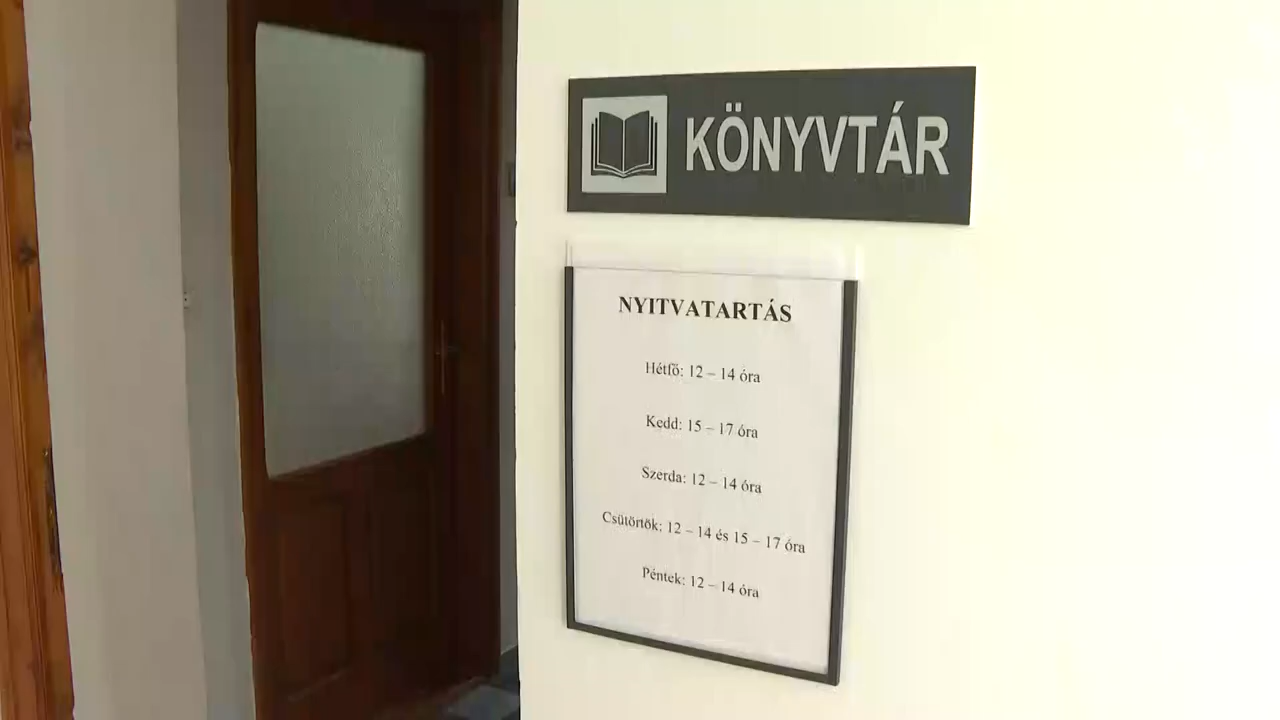 KÖNYVTÁR
NYITVATARTÁS
Hétfő: 12 – 14 óra
Kedd: 15 – 17 óra
Szerda: 12 – 14 óra
Csütörtök: 12 – 14 és 15 – 17 óra
Péntek: 12 – 14 óra